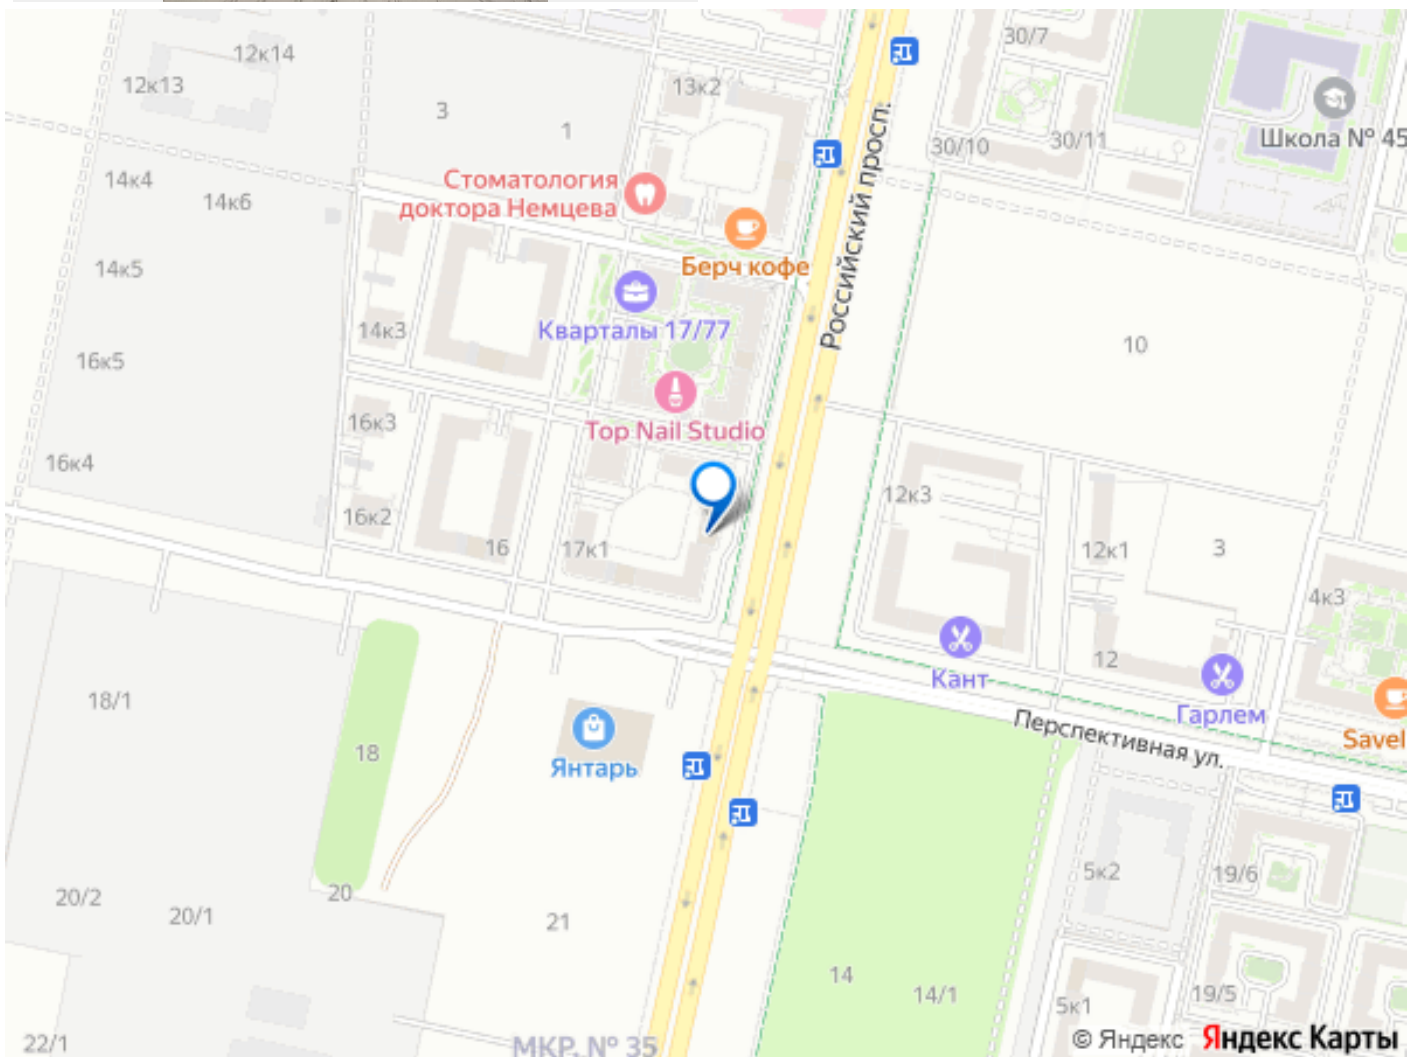 30/7
12к14
12к13
13к2
3
1
Школа № 45
30/10
30/11
Российский просп.
Стоматология
доктора Немцева
14к4
14к6
Берч кофе
14к5
Кварталы 17/77
14к3
10
16к5
16к3
Top Nail Studio
16к4
12к3
16к2
16
17к1
12к1
3
4к3
Кант
12
Гарлем
18/1
Перспективная ул.
Savel
18
Янтарь
5к2
19/6
20
20/2
20/1
21
14
14/1
19/5
5к1
22/1
МКР. № 35
© Яндекс Яндекс Карты